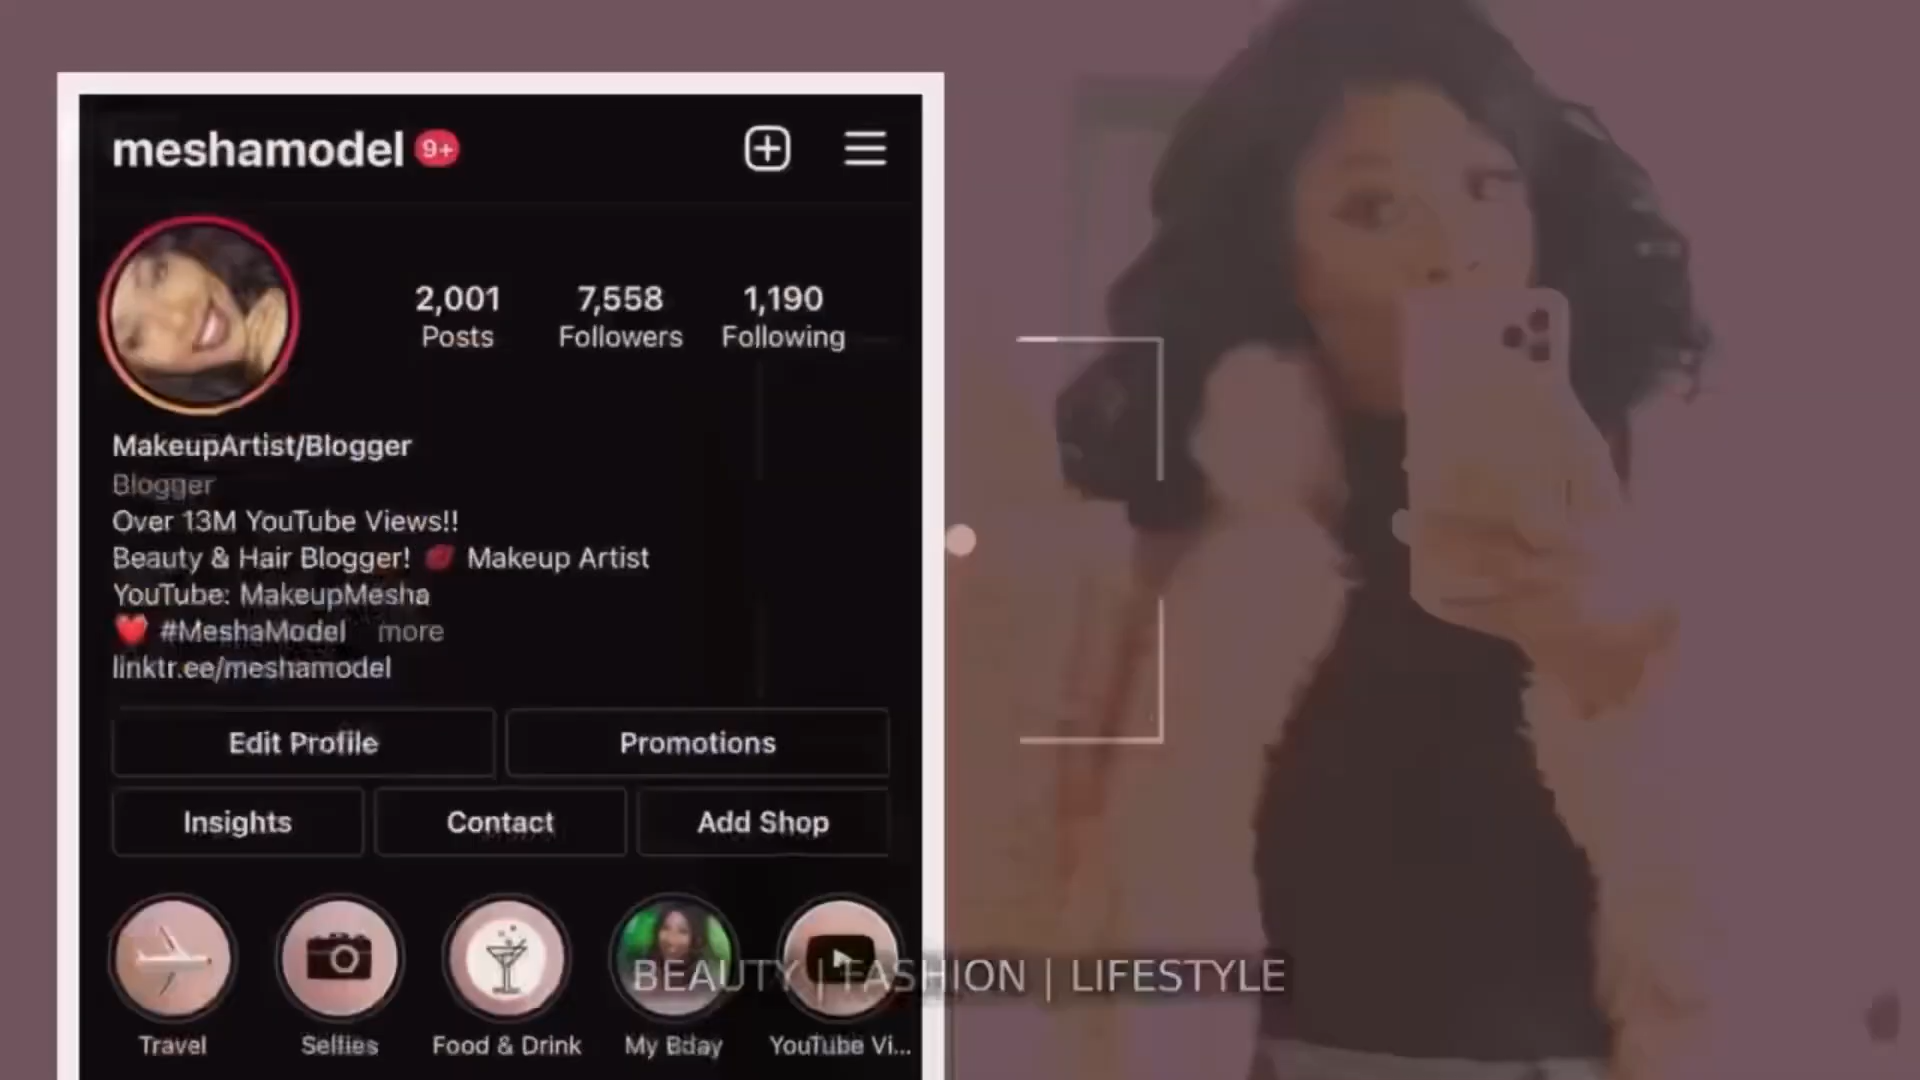 meshamodel 9+
2,001 7,558 1,190
Posts Followers Following
MakeupArtist/Blogger
Blogger
Over 13M YouTube Views!!
Beauty & Hair Blogger! 💋 Makeup Artist
YouTube: MakeupMesha
❤️ #MeshaModel more
linktr.ee/meshamodel
Edit Profile Promotions
Insights Contact Add Shop
BEAUTY | FASHION | LIFESTYLE
Travel Selfies Food & Drink My Bday YouTube Vi...